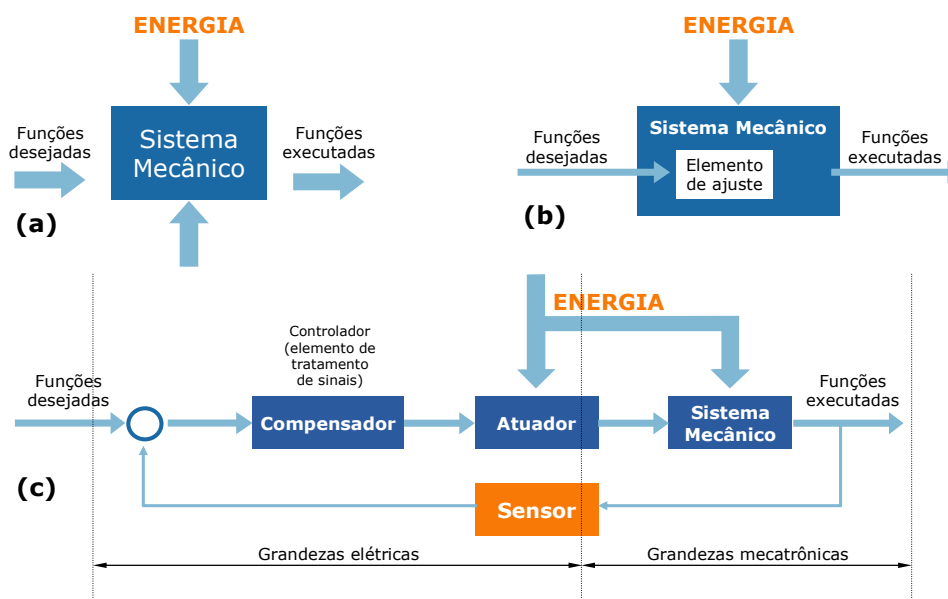 ENERGIA
Funções
desejadas
Sistema
Mecânico
Funções
executadas
(a)
ENERGIA
Funções
desejadas
Sistema Mecânico
Elemento
de ajuste
Funções
executadas
(b)
ENERGIA
Controlador
(elemento de
tratamento
de sinais)
Funções
desejadas
Compensador
Atuador
Sistema
Mecânico
Funções
executadas
(c)
Sensor
Grandezas elétricas
Grandezas mecatrônicas